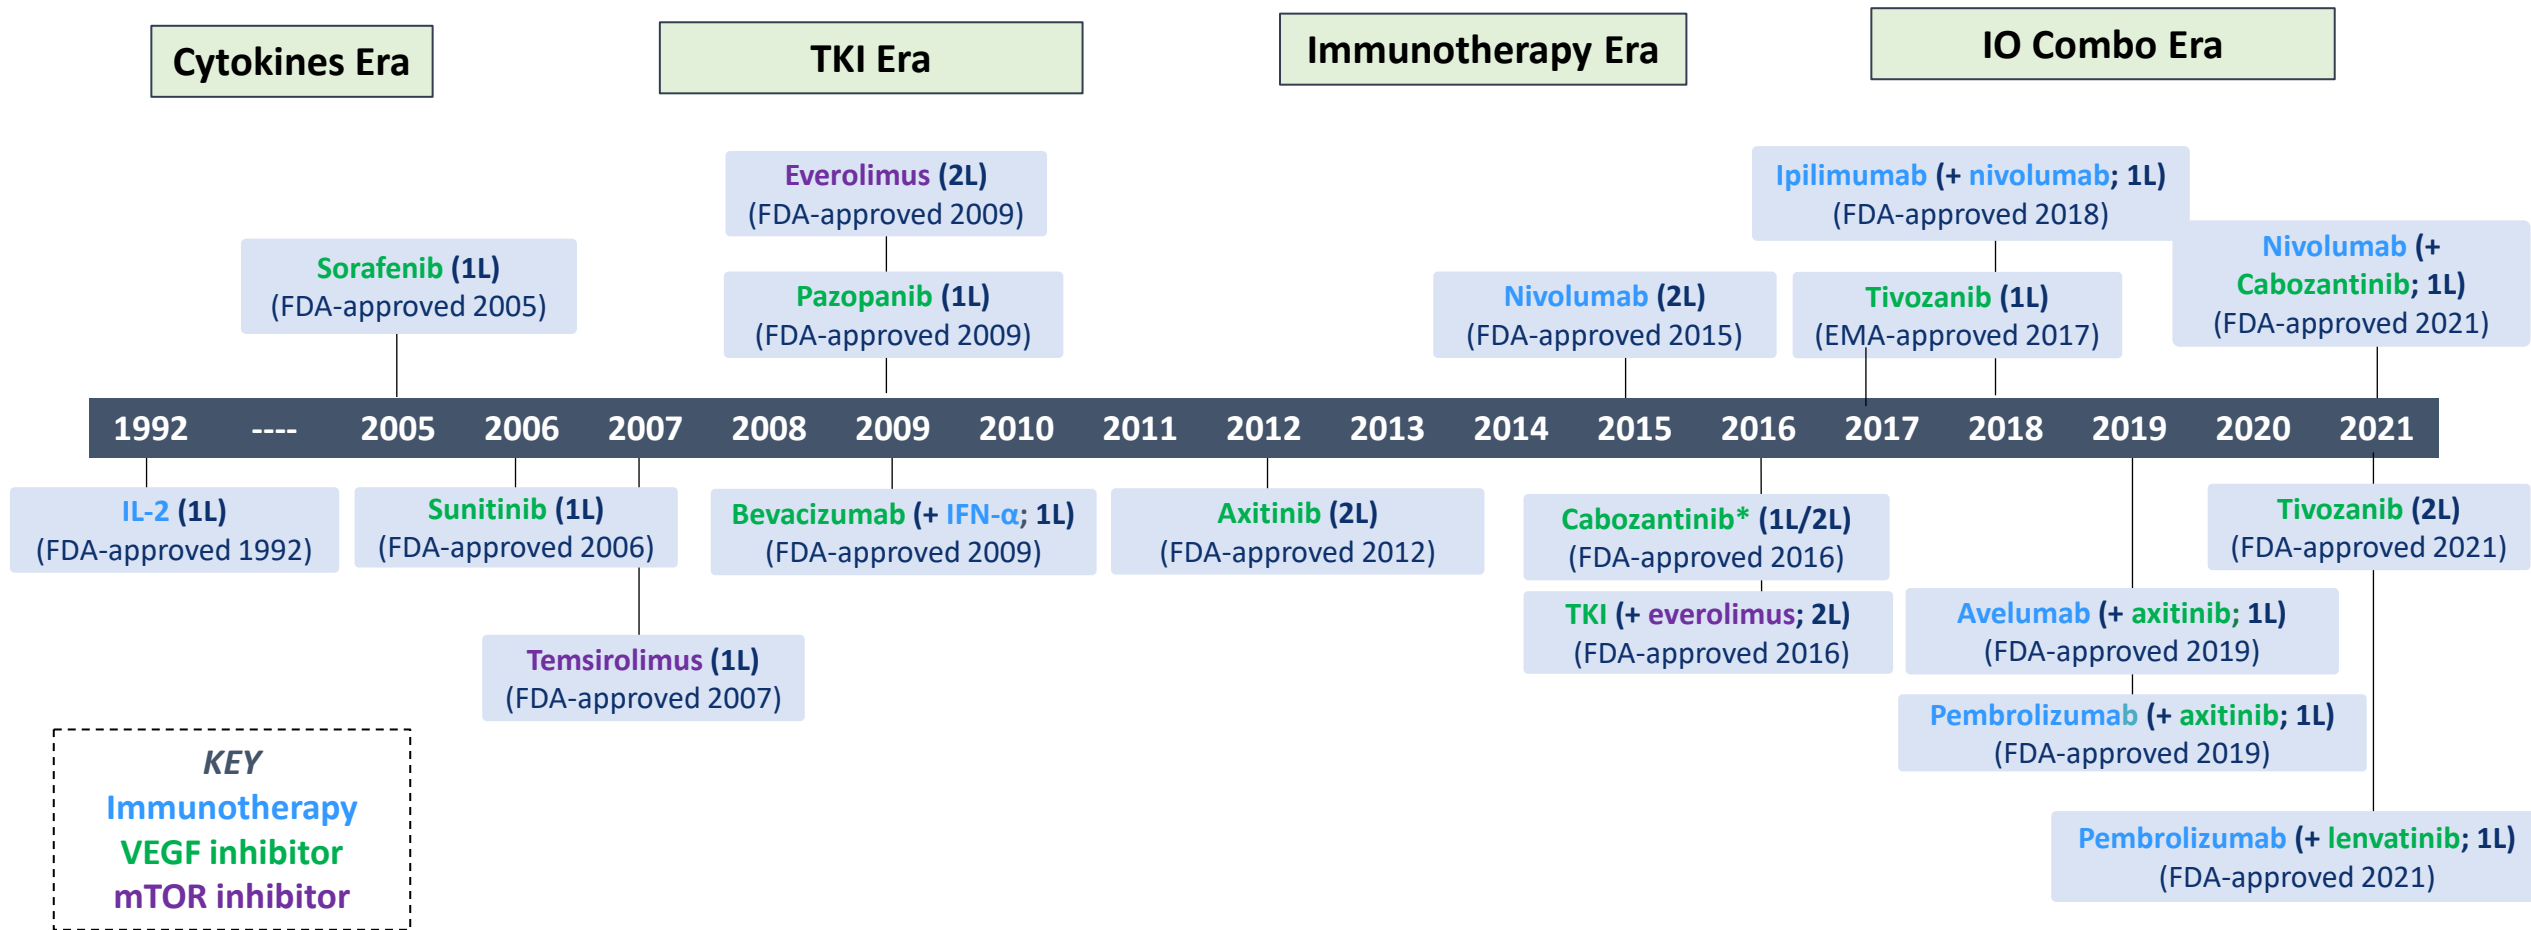 Cytokines Era
TKI Era
Immunotherapy Era
IO Combo Era
Everolimus (2L)
(FDA-approved 2009)
Ipilimumab (+ nivolumab; 1L)
(FDA-approved 2018)
Sorafenib (1L)
(FDA-approved 2005)
Pazopanib (1L)
(FDA-approved 2009)
Nivolumab (2L)
(FDA-approved 2015)
Tivozanib (1L)
(EMA-approved 2017)
Nivolumab (+
Cabozantinib; 1L)
(FDA-approved 2021)
1992 ---- 2005 2006 2007 2008 2009 2010 2011 2012 2013 2014 2015 2016 2017 2018 2019 2020 2021
IL-2 (1L)
(FDA-approved 1992)
Sunitinib (1L)
(FDA-approved 2006)
Bevacizumab (+ IFN-α; 1L)
(FDA-approved 2009)
Axitinib (2L)
(FDA-approved 2012)
Cabozantinib* (1L/2L)
(FDA-approved 2016)
Tivozanib (2L)
(FDA-approved 2021)
TKI (+ everolimus; 2L)
(FDA-approved 2016)
Avelumab (+ axitinib; 1L)
(FDA-approved 2019)
Temsirolimus (1L)
(FDA-approved 2007)
Pembrolizumab (+ axitinib; 1L)
(FDA-approved 2019)
Pembrolizumab (+ lenvatinib; 1L)
(FDA-approved 2021)
KEY
Immunotherapy
VEGF inhibitor
mTOR inhibitor